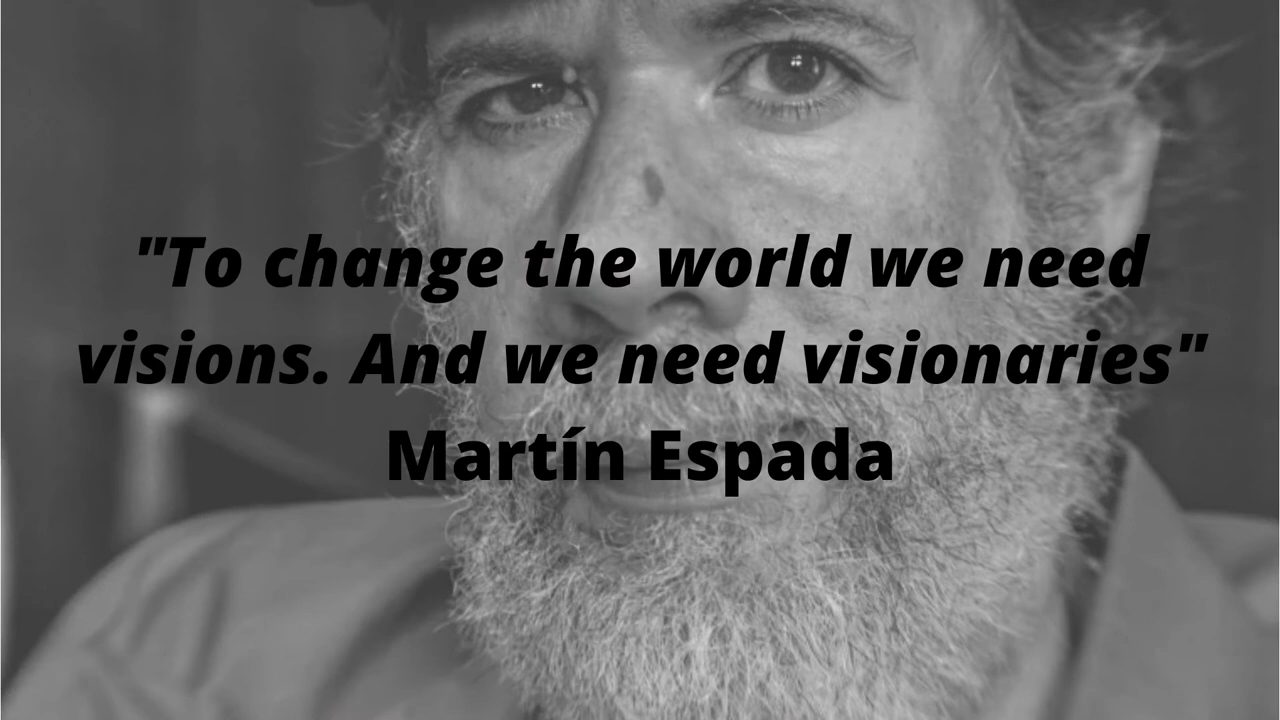 "To change the world we need
visions. And we need visionaries"
Martín Espada